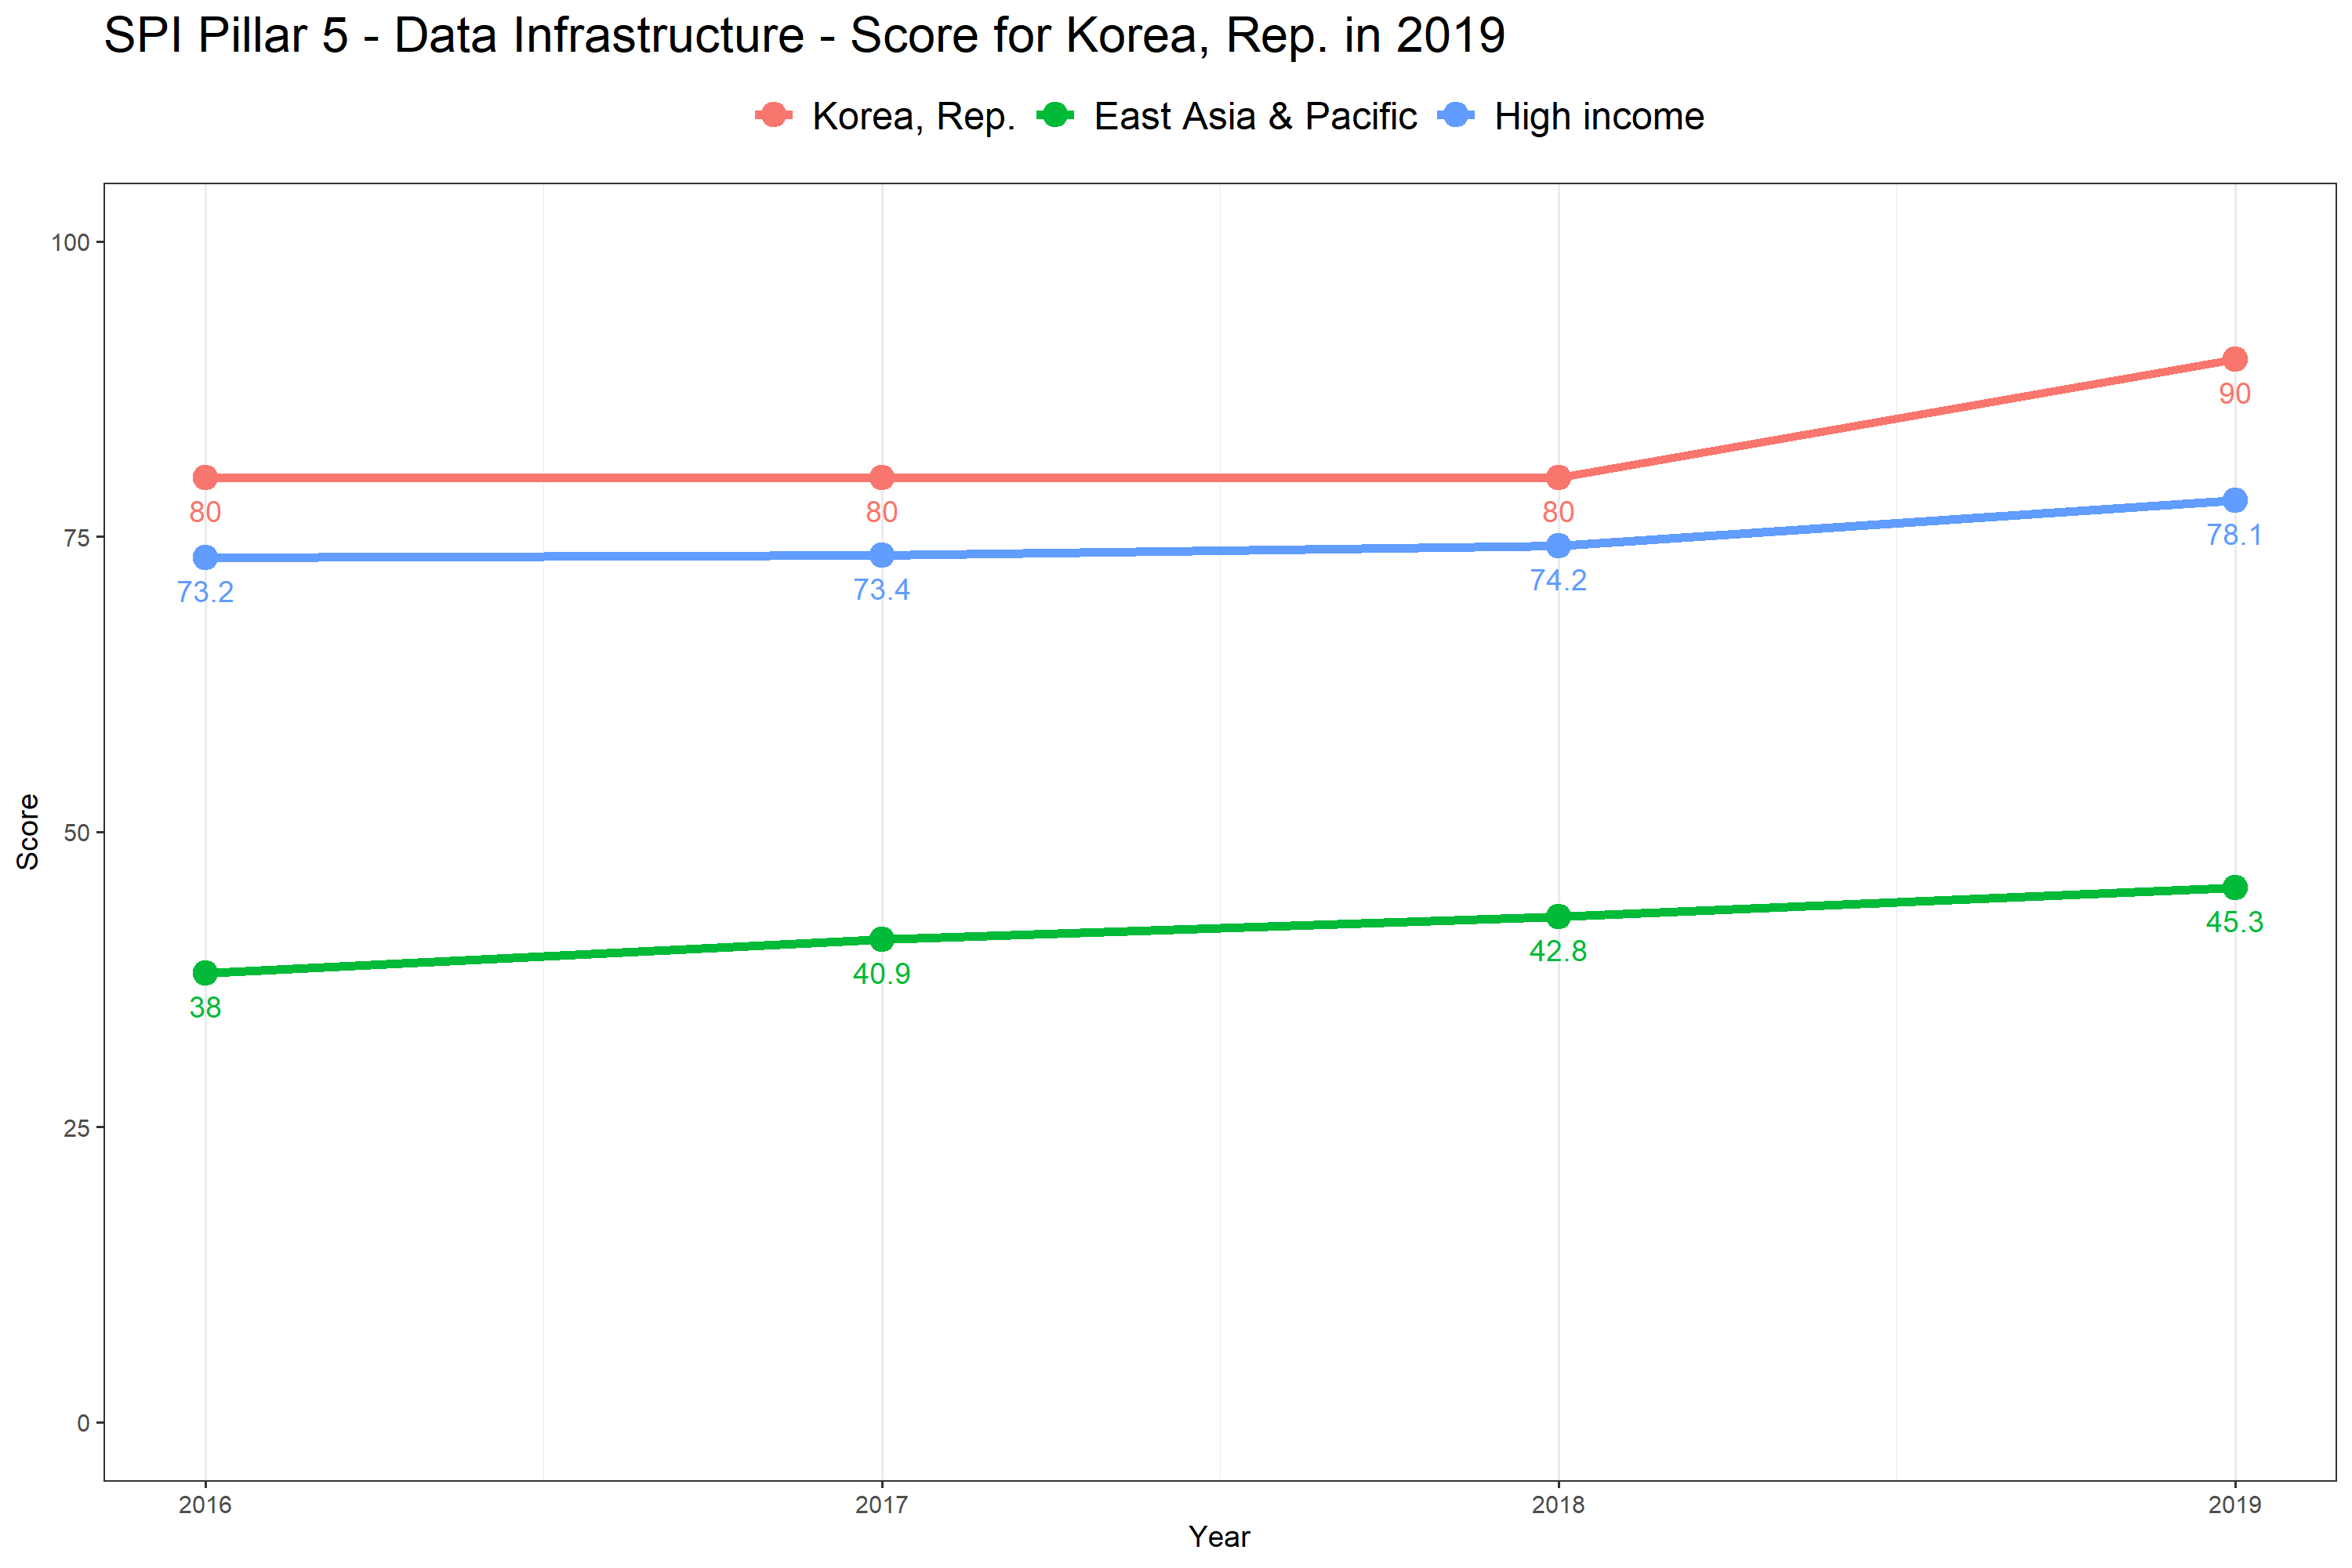 SPI Pillar 5 - Data Infrastructure - Score for Korea, Rep. in 2019
Korea, Rep. East Asia & Pacific High income
100
90
80 80 80
75
78.1
73.2 73.4 74.2
Score
50
45.3
42.8
40.9
38
25
0
2016 2017 2018 2019
Year